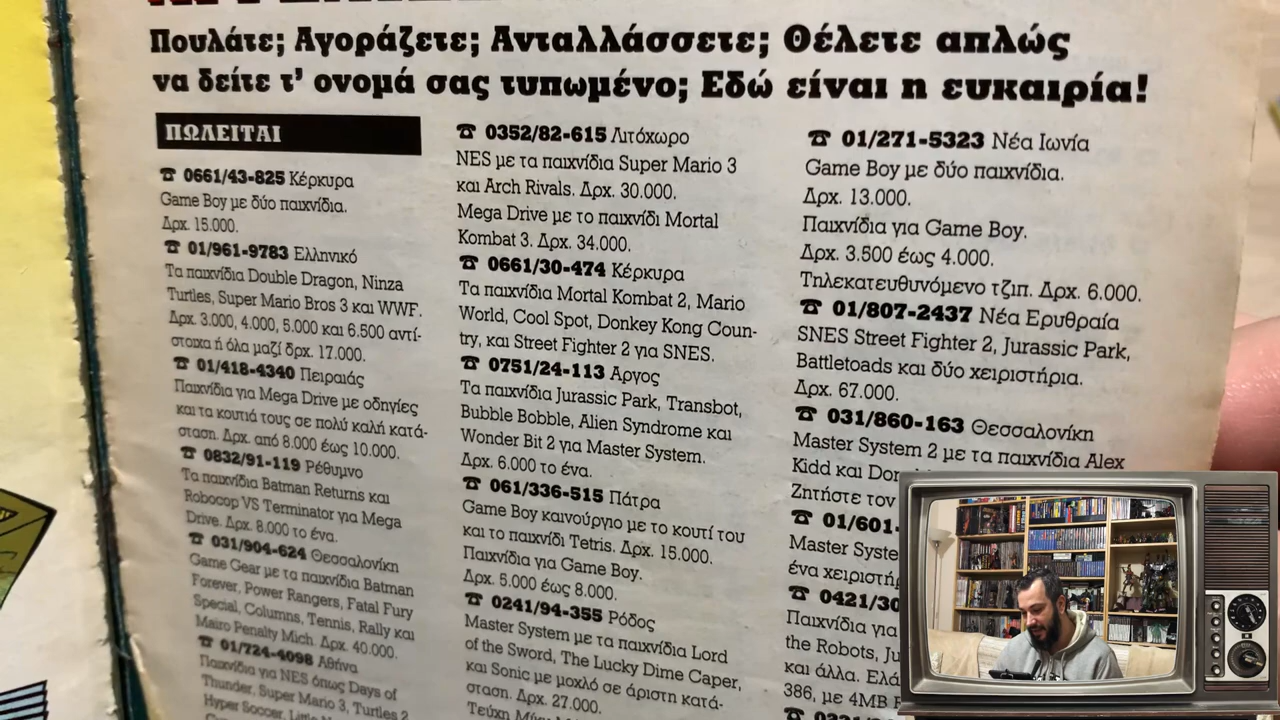 Πουλάτε; Αγοράζετε; Ανταλλάσσετε; Θέλετε απλώς
να δείτε τ' ονομά σας τυπωμένο; Εδώ είναι η ευκαιρία!
ΠΩΛΕΙΤΑΙ
☎ 0661/43-825 Κέρκυρα
Game Boy με δύο παιχνίδια.
Δρχ. 15.000.
☎ 01/961-9783 Ελληνικό
Τα παιχνίδια Double Dragon, Ninza
Turtles, Super Mario Bros 3 και WWF.
Δρχ. 3.000, 4.000, 5.000 και 6.500 αντί-
στοιχα ή όλα μαζί δρχ. 17.000.
☎ 01/418-4340 Πειραιάς
Παιχνίδια για Mega Drive με οδηγίες
και τα κουτιά τους σε πολύ καλή κατά-
σταση. Δρχ. από 8.000 έως 10.000.
☎ 0832/91-119 Ρέθυμνο
Τα παιχνίδια Batman Returns και
Robocop VS Terminator για Mega
Drive. Δρχ. 8.000 το ένα.
☎ 031/904-624 Θεσσαλονίκη
Game Gear με τα παιχνίδια Batman
Forever, Power Rangers, Fatal Fury
Special, Columns, Tennis, Rally και
Mairo Penalty Mich. Δρχ. 40.000.
☎ 01/724-4098 Αθήνα
Παιχνίδια για NES όπως Days of
Thunder, Super Mario 3, Turtles 2
Hyper Soccer,
☎ 0352/82-615 Λιτόχωρο
NES με τα παιχνίδια Super Mario 3
και Arch Rivals. Δρχ. 30.000.
Mega Drive με το παιχνίδι Mortal
Kombat 3. Δρχ. 34.000.
☎ 0661/30-474 Κέρκυρα
Τα παιχνίδια Mortal Kombat 2, Mario
World, Cool Spot, Donkey Kong Coun-
try, και Street Fighter 2 για SNES.
☎ 0751/24-113 Αργος
Τα παιχνίδια Jurassic Park, Transbot,
Bubble Bobble, Alien Syndrome και
Wonder Bit 2 για Master System.
Δρχ. 6.000 το ένα.
☎ 061/336-515 Πάτρα
Game Boy καινούργιο με το κουτί του
και το παιχνίδι Tetris. Δρχ. 15.000.
Παιχνίδια για Game Boy.
Δρχ. 5.000 έως 8.000.
☎ 0241/94-355 Ρόδος
Master System με τα παιχνίδια Lord
of the Sword, The Lucky Dime Caper,
και Sonic με μοχλό σε άριστη κατά-
σταση. Δρχ. 27.000.
☎ 01/271-5323 Νέα Ιωνία
Game Boy με δύο παιχνίδια.
Δρχ. 13.000.
Παιχνίδια για Game Boy.
Δρχ. 3.500 έως 4.000.
Τηλεκατευθυνόμενο τζιπ. Δρχ. 6.000.
☎ 01/807-2437 Νέα Ερυθραία
SNES Street Fighter 2, Jurassic Park,
Battletoads και δύο χειριστήρια.
Δρχ. 67.000.
☎ 031/860-163 Θεσσαλονίκη
Master System 2 με τα παιχνίδια Alex
Kidd και
Ζητήστε τον
☎ 01/601-
Master Syste
ένα χειριστή
☎ 0421/30
Παιχνίδια για
the Robots, Ju
και άλλα. Ελά
386, με 4MB